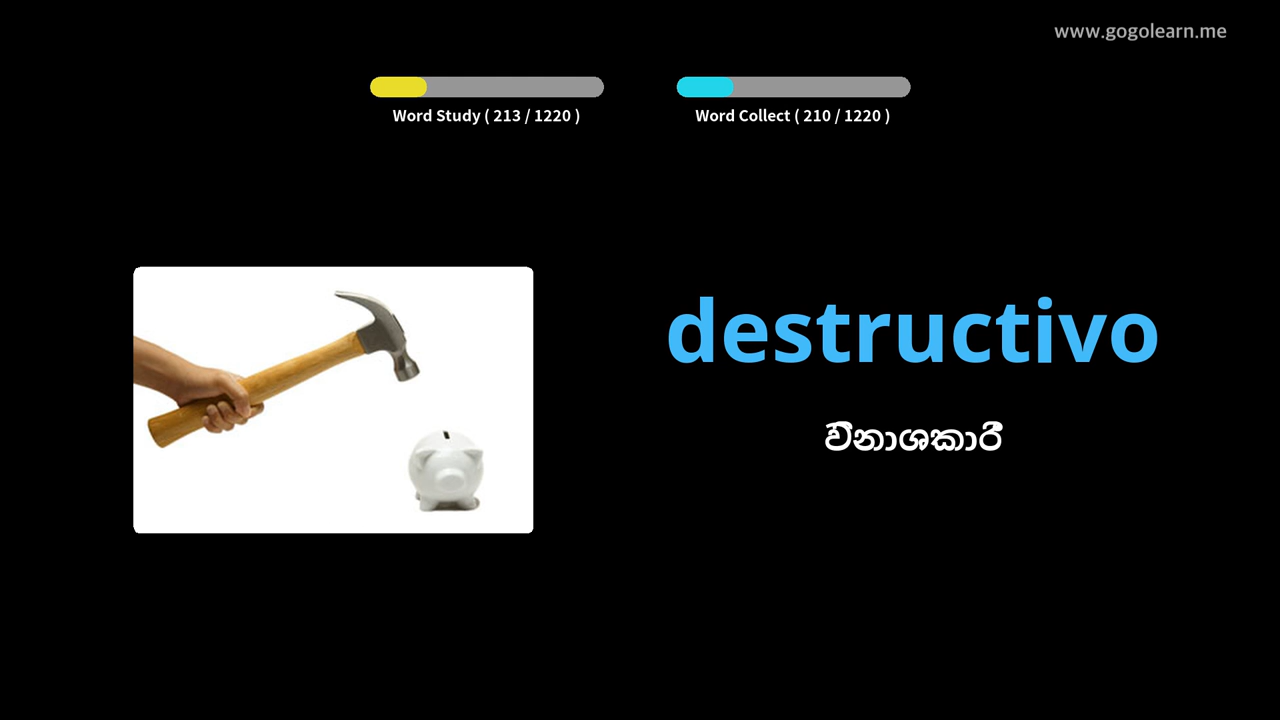 www.gogolearn.me
Word Study ( 213 / 1220 )
Word Collect ( 210 / 1220 )
destructivo
විනාශකාරී